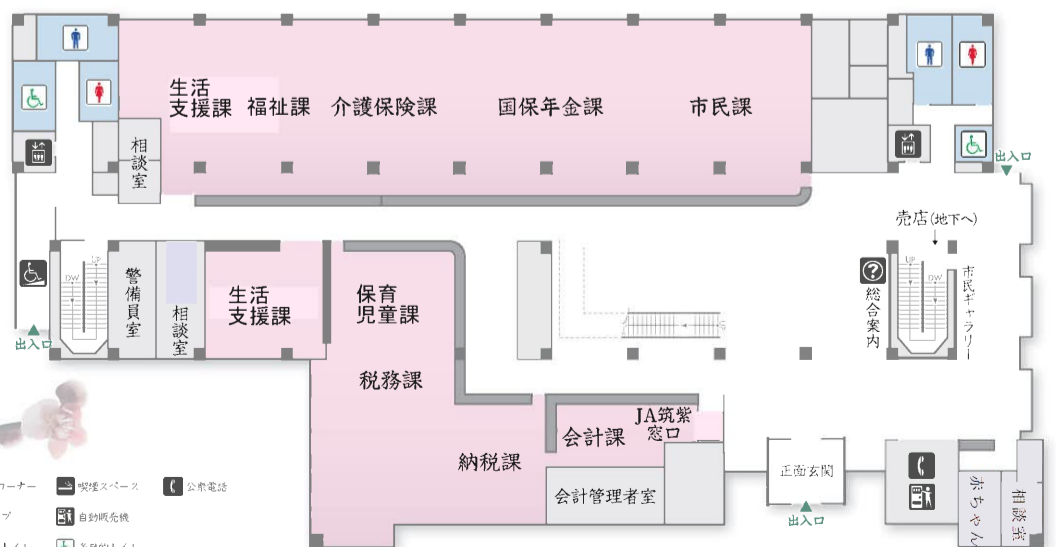 生活
支援課
福祉課
介護保険課
国保年金課
市民課
相談室
出入口
売店(地下へ)
UP
DW
警備員室
相談室
生活
支援課
保育
児童課
総合案内
UP
DW
市民ギャラリー
出入口
税務課
JA筑紫
窓口
会計課
納税課
会計管理者室
正面玄関
出入口
赤ちゃん
相談室
コーナー
喫煙スペース
公衆電話
プ
自動販売機